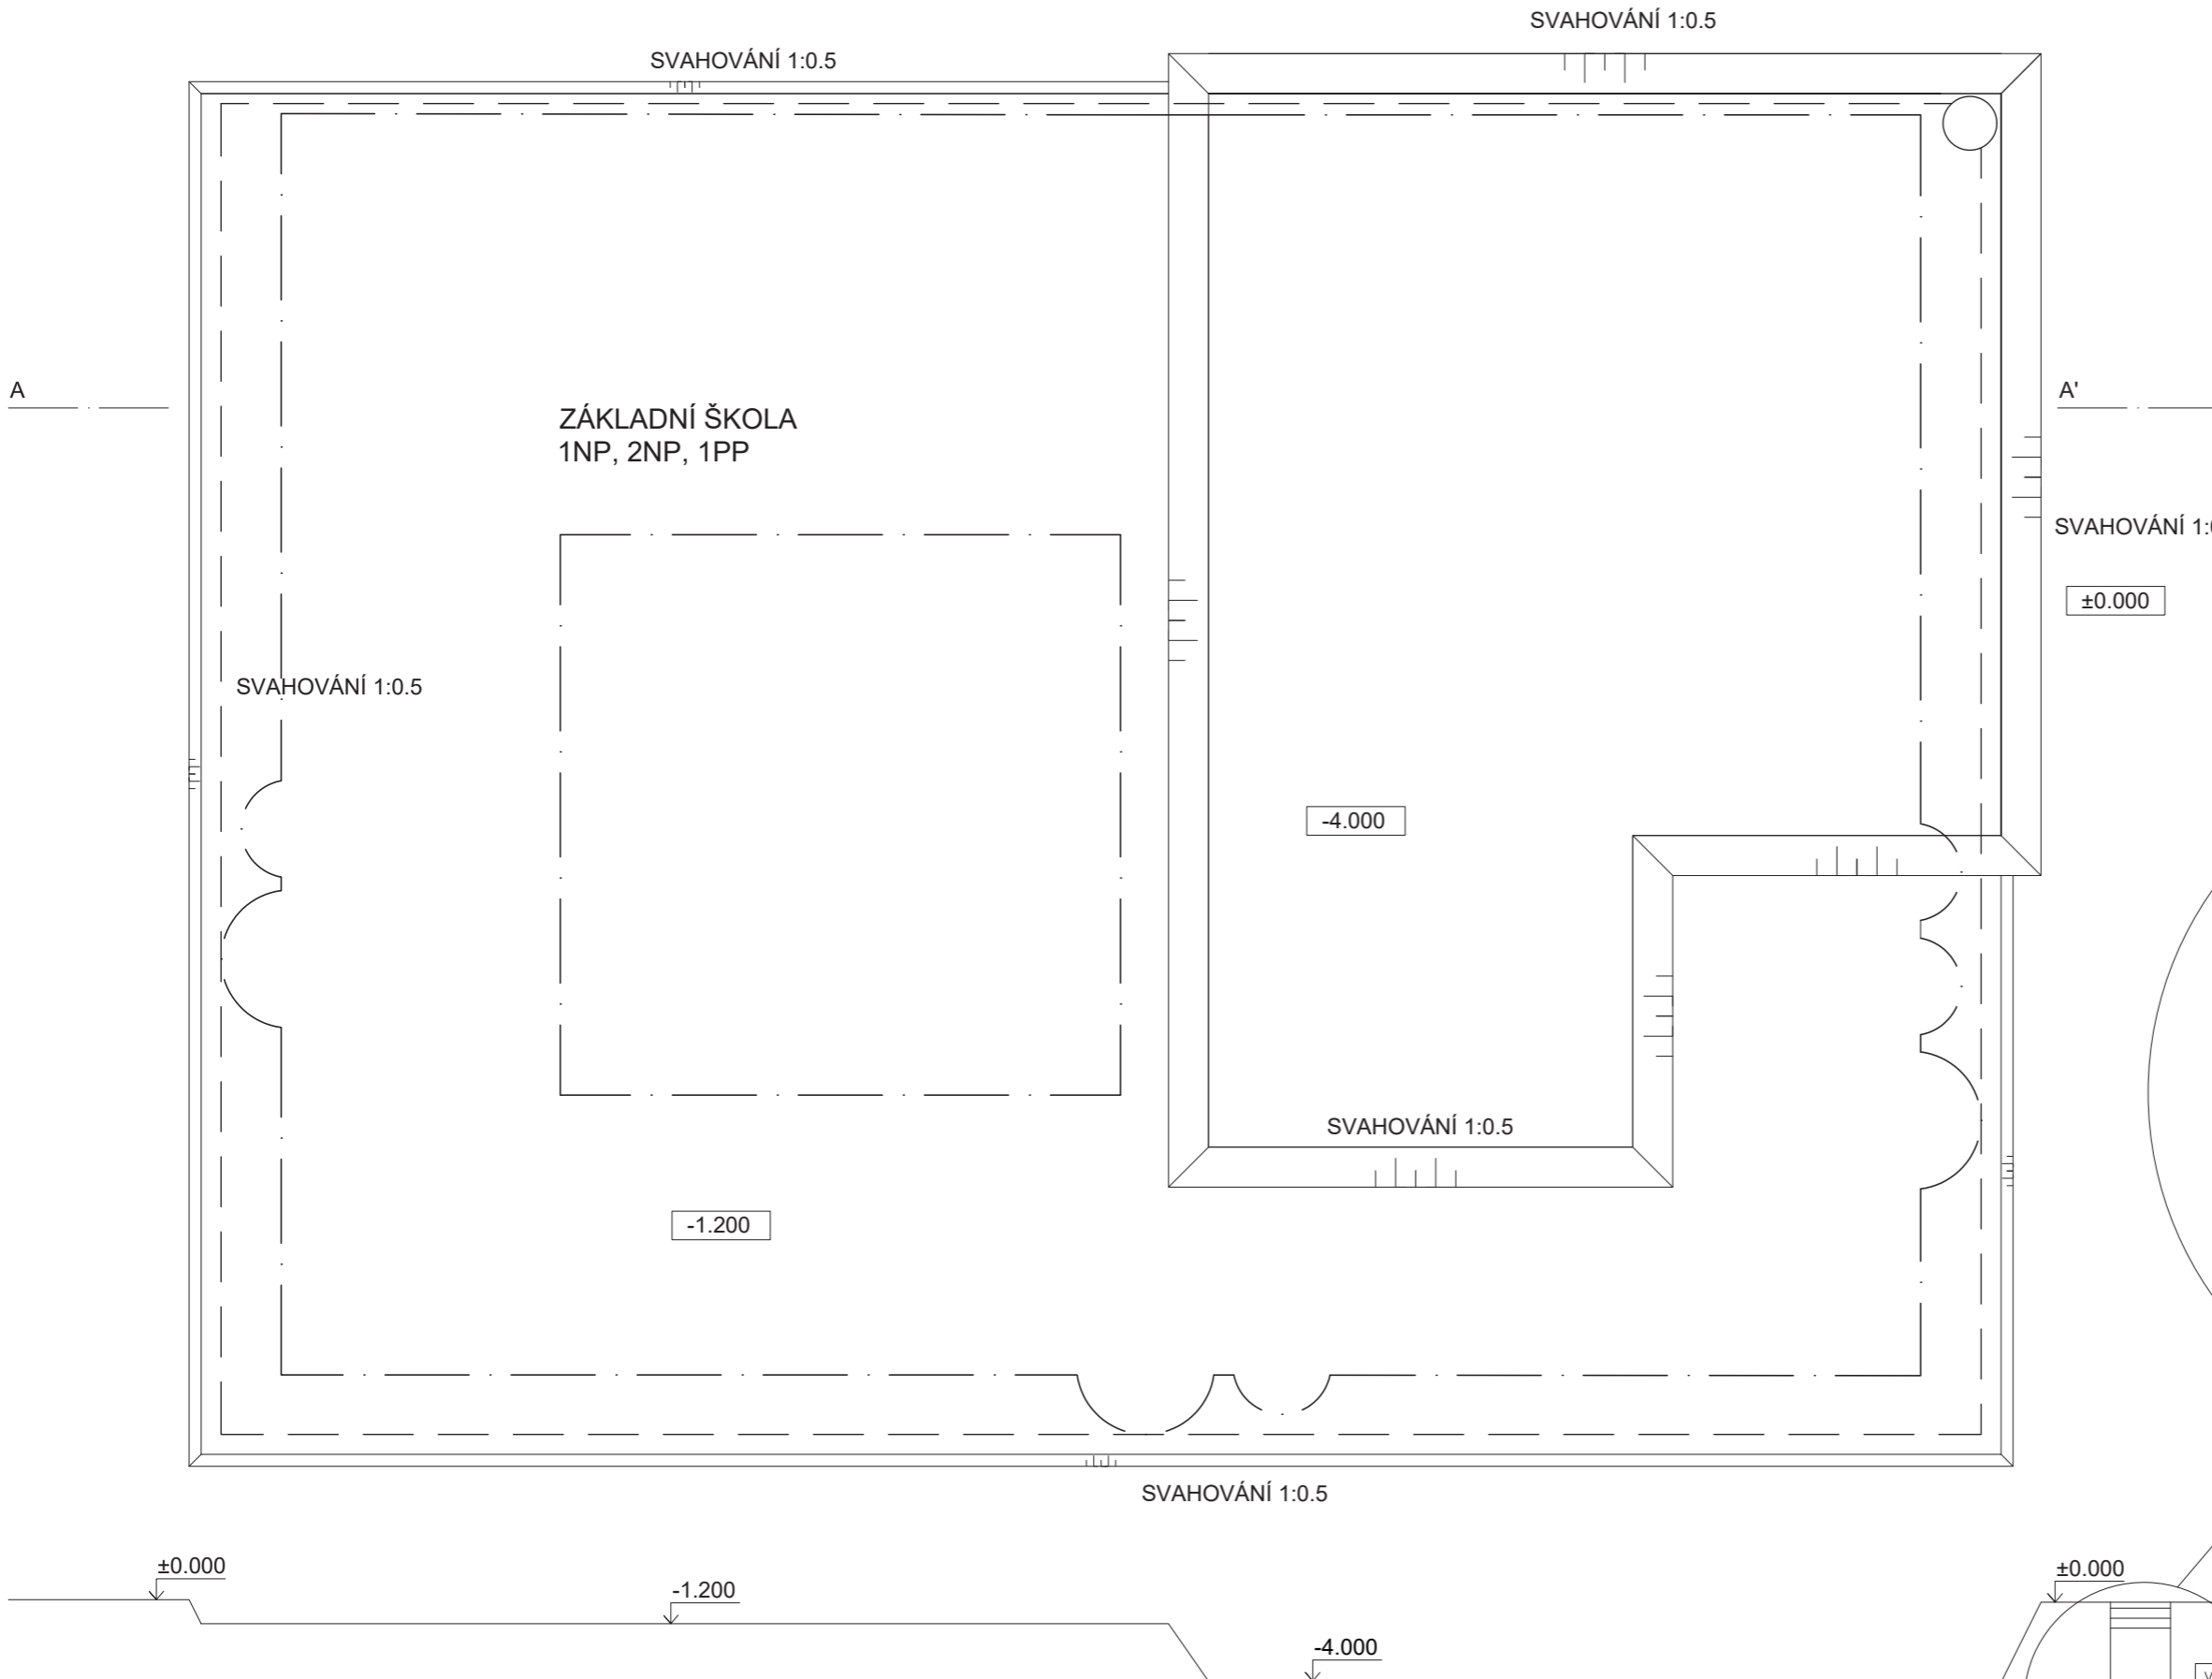 SVAHOVÁNÍ 1:0.5
SVAHOVÁNÍ 1:0.5
A
A'
ZÁKLADNÍ ŠKOLA
1NP, 2NP, 1PP
SVAHOVÁNÍ
±0.000
SVAHOVÁNÍ 1:0.5
-4.000
SVAHOVÁNÍ 1:0.5
-1.200
SVAHOVÁNÍ 1:0.5
±0.000
±0.000
-1.200
-4.000